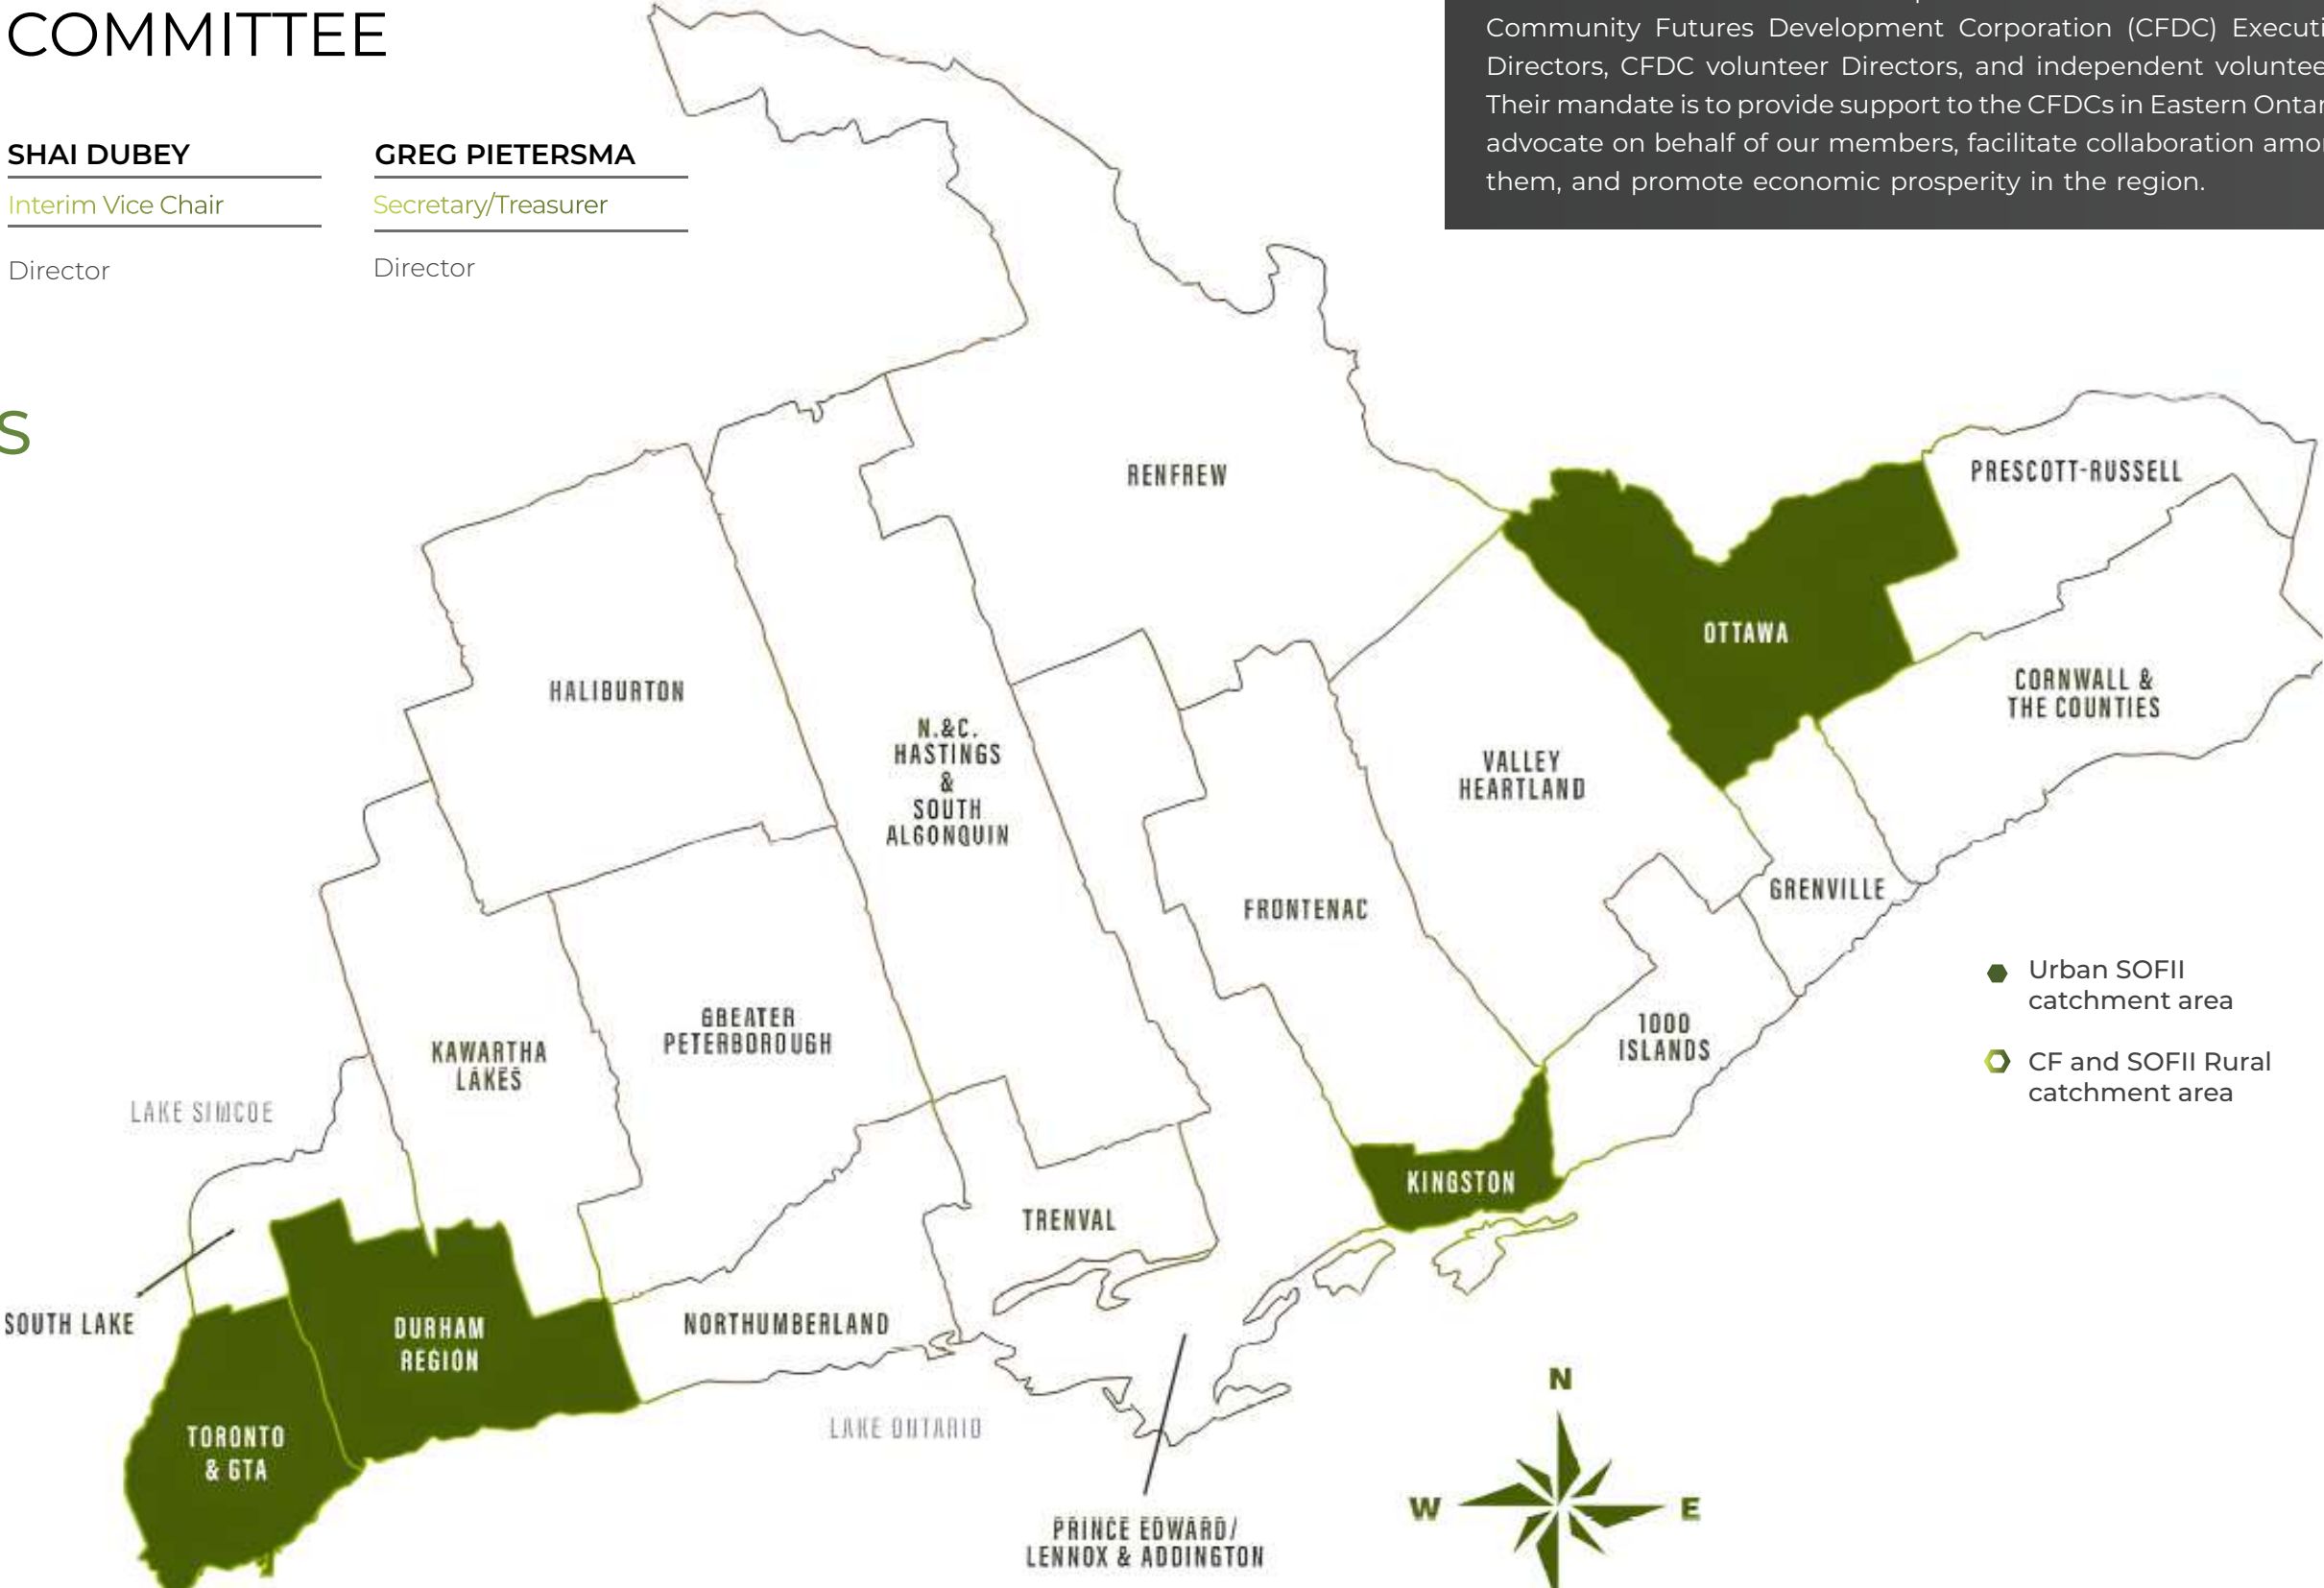 COMMITTEE
SHAI DUBEY
Interim Vice Chair
Director
GREG PIETERSMA
Secretary/Treasurer
Director
Community Futures Development Corporation (CFDC) Executi
Directors, CFDC volunteer Directors, and independent voluntee
Their mandate is to provide support to the CFDCs in Eastern Ontar
advocate on behalf of our members, facilitate collaboration amo
them, and promote economic prosperity in the region.
S
RENFREW
PRESCOTT-RUSSELL
OTTAWA
HALIBURTON
CORNWALL &
THE COUNTIES
N.&C.
HASTINGS
&
SOUTH
ALGONQUIN
VALLEY
HEARTLAND
GRENVILLE
FRONTENAC
Urban SOFII
catchment area
CF and SOFII Rural
catchment area
GREATER
PETERBOROUGH
1000
ISLANDS
KAWARTHA
LAKES
LAKE SIMCOE
KINGSTON
TRENVAL
SOUTH LAKE
DURHAM
REGION
NORTHUMBERLAND
TORONTO
& GTA
LAKE ONTARIO
PRINCE EDWARD/
LENNOX & ADDINGTON
N
W
E